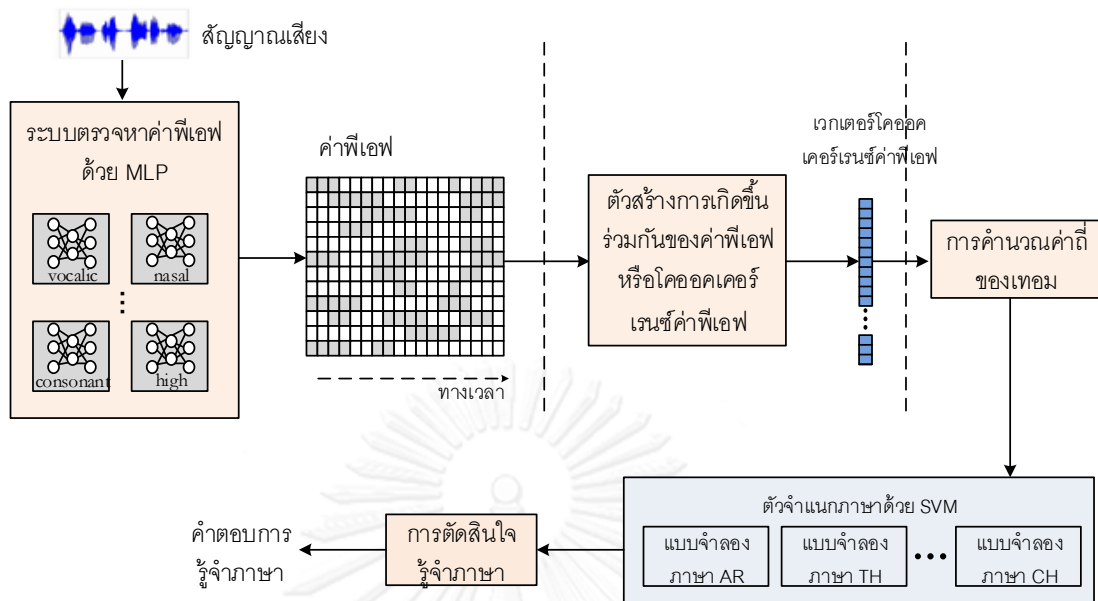 สัญญาณเสียง
ระบบตรวจหาค่าพีเอฟ
ด้วย MLP
vocalic
nasal
consonant
high
ค่าพีเอฟ
ทางเวลา
ตัวสร้างการเกิดขึ้น
ร่วมกันของค่าพีเอฟ
หรือโคออคเคอร์
เรนซ์ค่าพีเอฟ
เวกเตอร์โคออค
เคอร์เรนซ์ค่าพีเอฟ
การคำนวณค่าถี่
ของเทอม
ตัวจำแนกภาษาด้วย SVM
แบบจำลอง
ภาษา AR
แบบจำลอง
ภาษา TH
แบบจำลอง
ภาษา CH
การตัดสินใจ
รู้จำภาษา
คำตอบการ
รู้จำภาษา